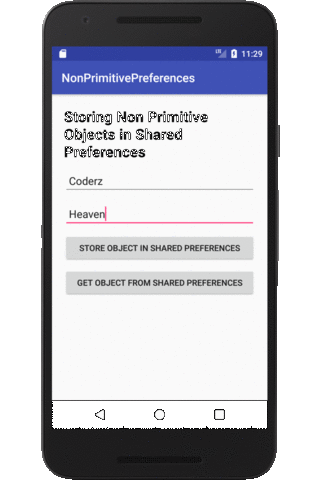 11:29
NonPrimitivePreferences
Storing Non Primitive
Objects in Shared
Preferences
Coderz
Heaven
STORE OBJECT IN SHARED PREFERENCES
GET OBJECT FROM SHARED PREFERENCES